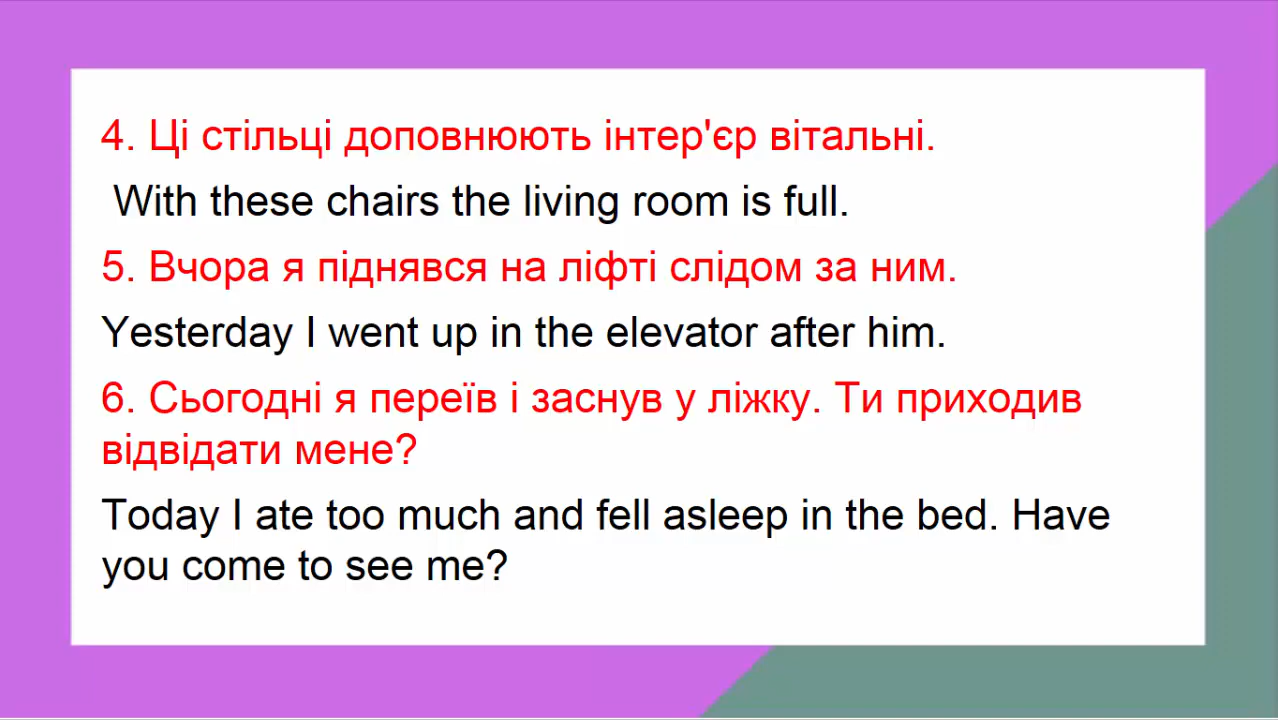 4. Ці стільці доповнюють інтер'єр вітальні.
With these chairs the living room is full.
5. Вчора я піднявся на ліфті слідом за ним.
Yesterday I went up in the elevator after him.
6. Сьогодні я переїв і заснув у ліжку. Ти приходив
відвідати мене?
Today I ate too much and fell asleep in the bed. Have
you come to see me?